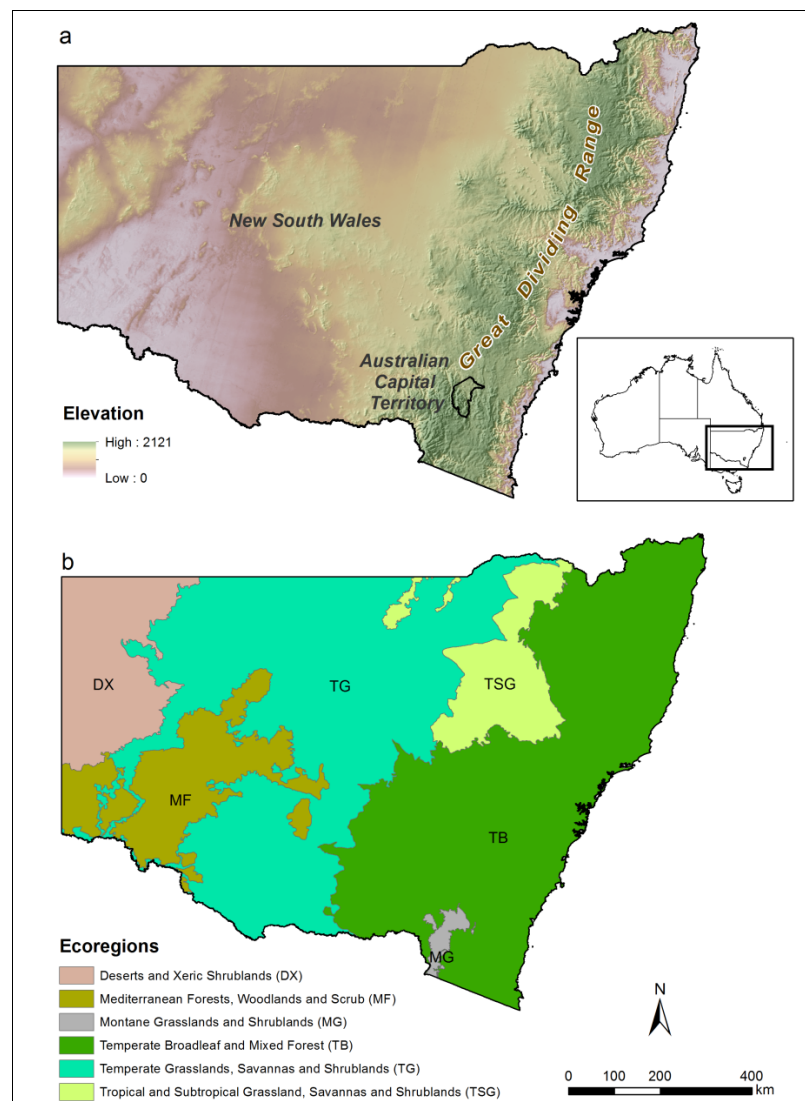 a
New South Wales
Great Dividing Range
Australian
Capital
Territory
Elevation
High : 2121
Low : 0
b
DX
TG
TSG
MF
TB
MG
Ecoregions
Deserts and Xeric Shrublands (DX)
Mediterranean Forests, Woodlands and Scrub (MF)
Montane Grasslands and Shrublands (MG)
Temperate Broadleaf and Mixed Forest (TB)
Temperate Grasslands, Savannas and Shrublands (TG)
Tropical and Subtropical Grassland, Savannas and Shrublands (TSG)
N
0 100 200 300 400
km